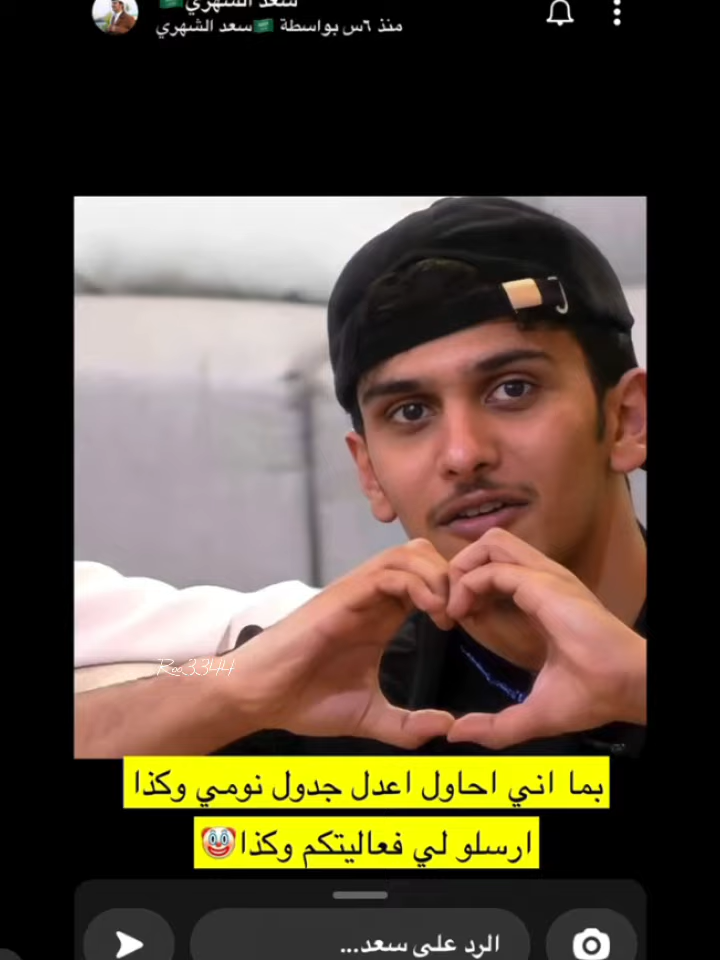 سعد الشهري🇸🇦
منذ ٦س بواسطة 🇸🇦سعد الشهري
Roo3344
بما اني احاول اعدل جدول نومي وكذا
ارسلو لي فعاليتكم وكذا🤡
الرد على سعد...